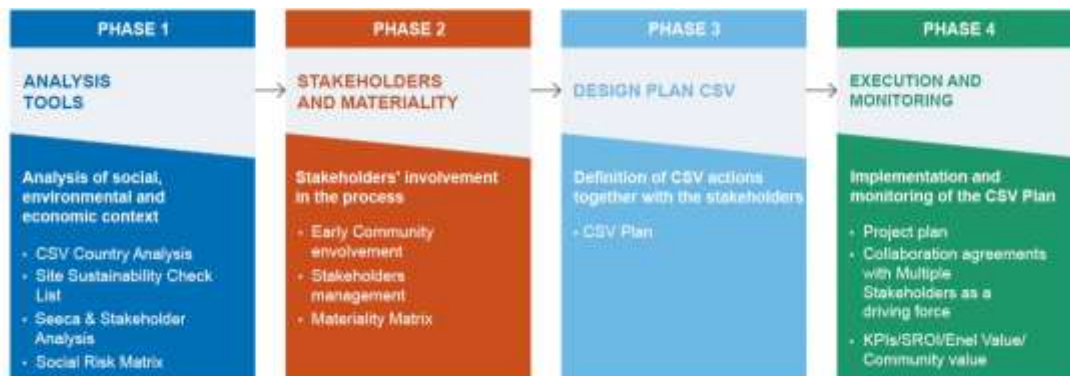 PHASE 1
ANALYSIS
TOOLS
Analysis of social,
environmental and
economic context
• CSV Country Analysis
• Site Sustainability Check
List
• Seeca & Stakeholder
Analysis
• Social Risk Matrix
PHASE 2
STAKEHOLDERS
AND MATERIALITY
Stakeholders' involvement
in the process
• Early Community
envolvement
• Stakeholders
management
• Materiality Matrix
PHASE 3
DESIGN PLAN CSV
Definition of CSV actions
together with the stakeholders
• CSV Plan
PHASE 4
EXECUTION AND
MONITORING
Implementation and
monitoring of the CSV Plan
• Project plan
• Collaboration agreements
with Multiple
Stakeholders as a
driving force
• KPIs/SROI/Enel Value/
Community value